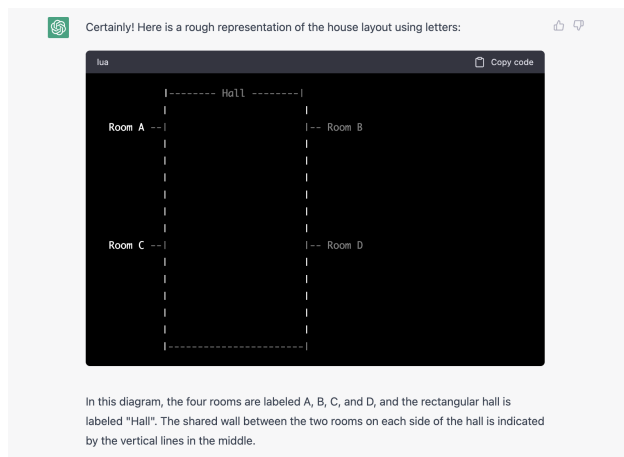 Certainly! Here is a rough representation of the house layout using letters:
lua Copy code
|-------- Hall --------|
| |
Room A --| |-- Room B
| |
| |
| |
| |
| |
| |
Room C --| |-- Room D
| |
| |
| |
| |
| |
|-----------------------|
In this diagram, the four rooms are labeled A, B, C, and D, and the rectangular hall is
labeled "Hall". The shared wall between the two rooms on each side of the hall is indicated
by the vertical lines in the middle.